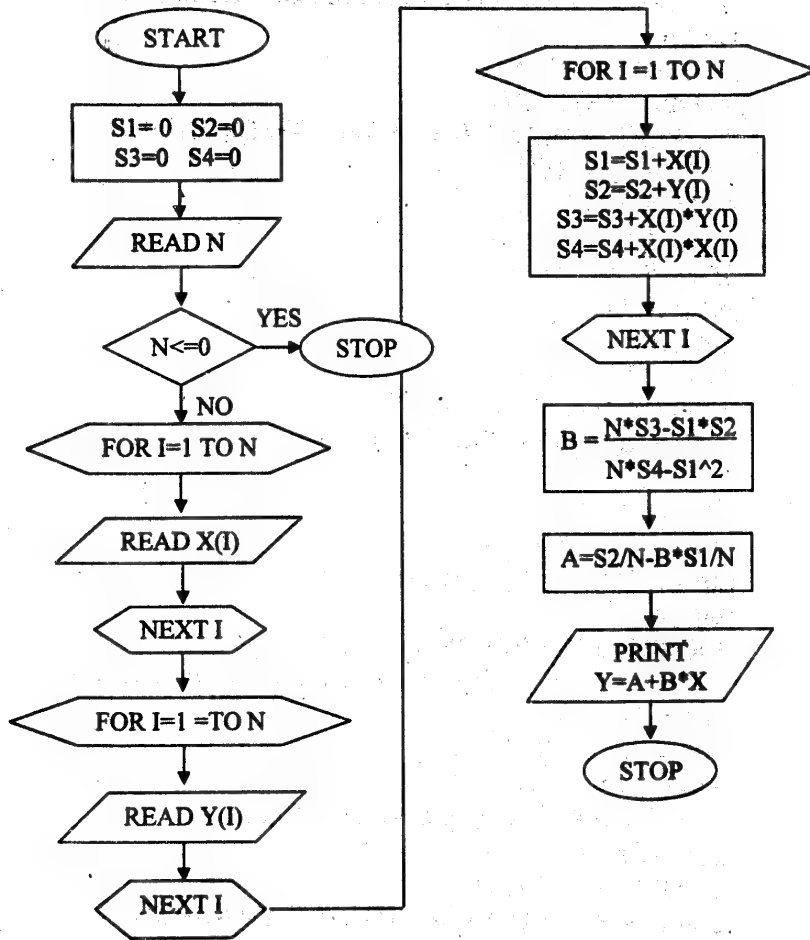 START
S1= 0 S2=0
S3=0 S4=0
READ N
N<=0
YES
STOP
NO
FOR I=1 TO N
READ X(I)
NEXT I
FOR I=1 =TO N
READ Y(I)
NEXT I
FOR I =1 TO N
S1=S1+X(I)
S2=S2+Y(I)
S3=S3+X(I)*Y(I)
S4=S4+X(I)*X(I)
NEXT I
B = N*S3-S1*S2
N*S4-S1^2
A=S2/N-B*S1/N
PRINT
Y=A+B*X
STOP